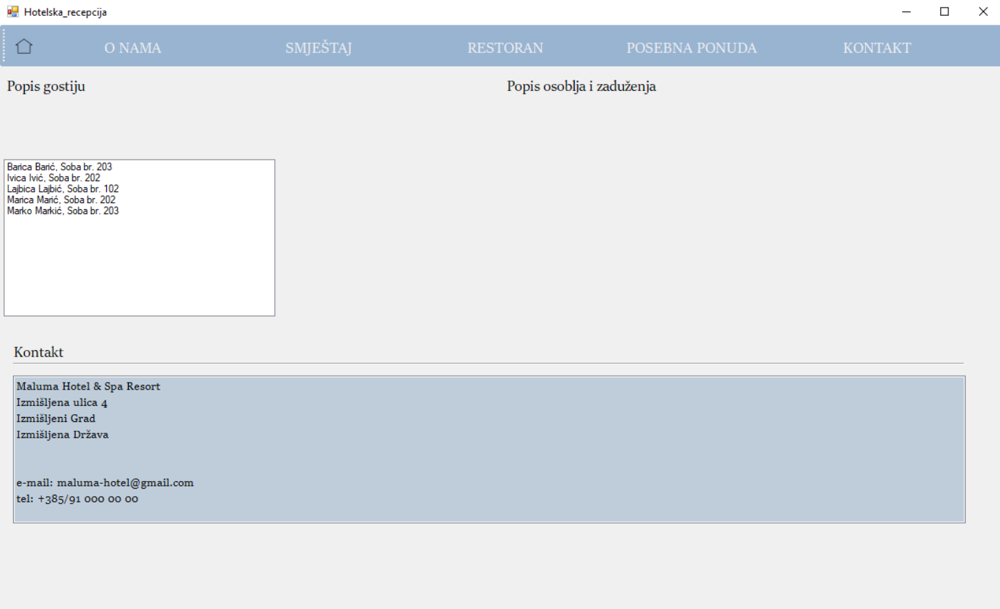 Hotelska_recepcija
O NAMA SMJEŠTAJ RESTORAN POSEBNA PONUDA KONTAKT
Popis gostiju
Popis osoblja i zaduženja
Barica Barić, Soba br. 203
Ivica Ivić, Soba br. 202
Lajbica Lajbić, Soba br. 102
Marica Marić, Soba br. 202
Marko Markić, Soba br. 203
Kontakt
Maluma Hotel & Spa Resort
Izmišljena ulica 4
Izmišljeni Grad
Izmišljena Država
e-mail: maluma-hotel@gmail.com
tel: +385/91 000 00 00